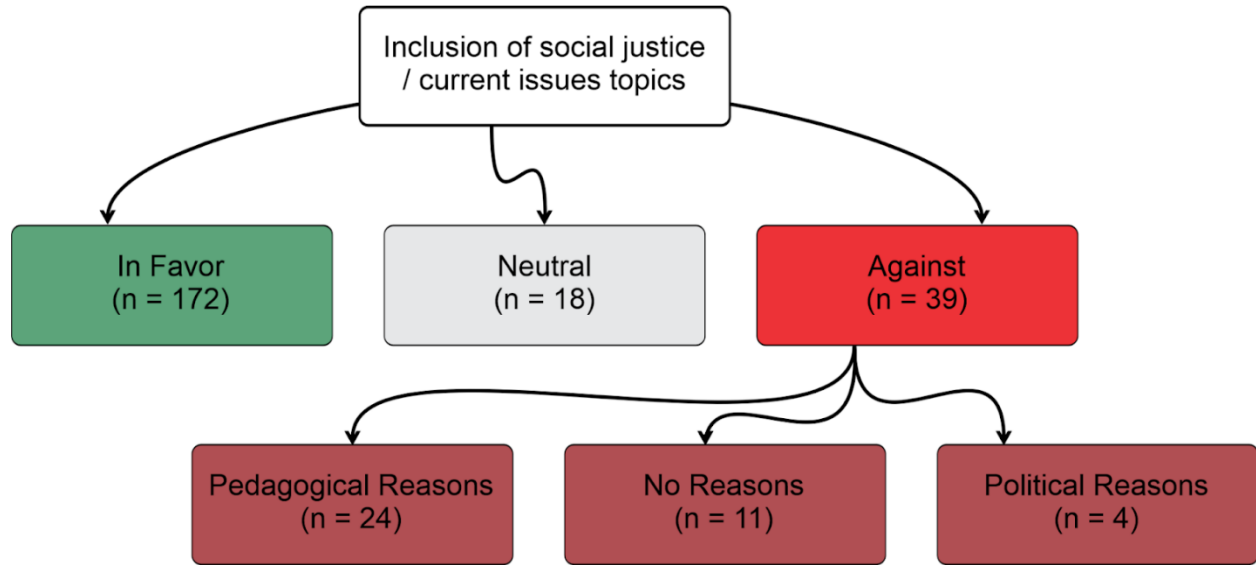 Inclusion of social justice
/ current issues topics
In Favor
(n = 172)
Neutral
(n = 18)
Against
(n = 39)
Pedagogical Reasons
(n = 24)
No Reasons
(n = 11)
Political Reasons
(n = 4)